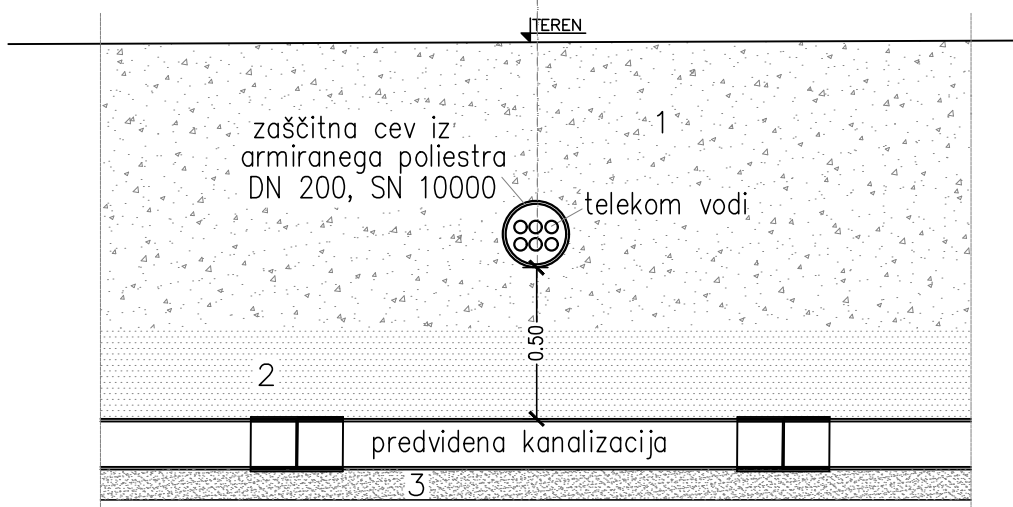 TEREN
1
zaščitna cev iz
armiranega poliestra
DN 200, SN 10000
telekom vodi
0.50
2
predvidena kanalizacija
3